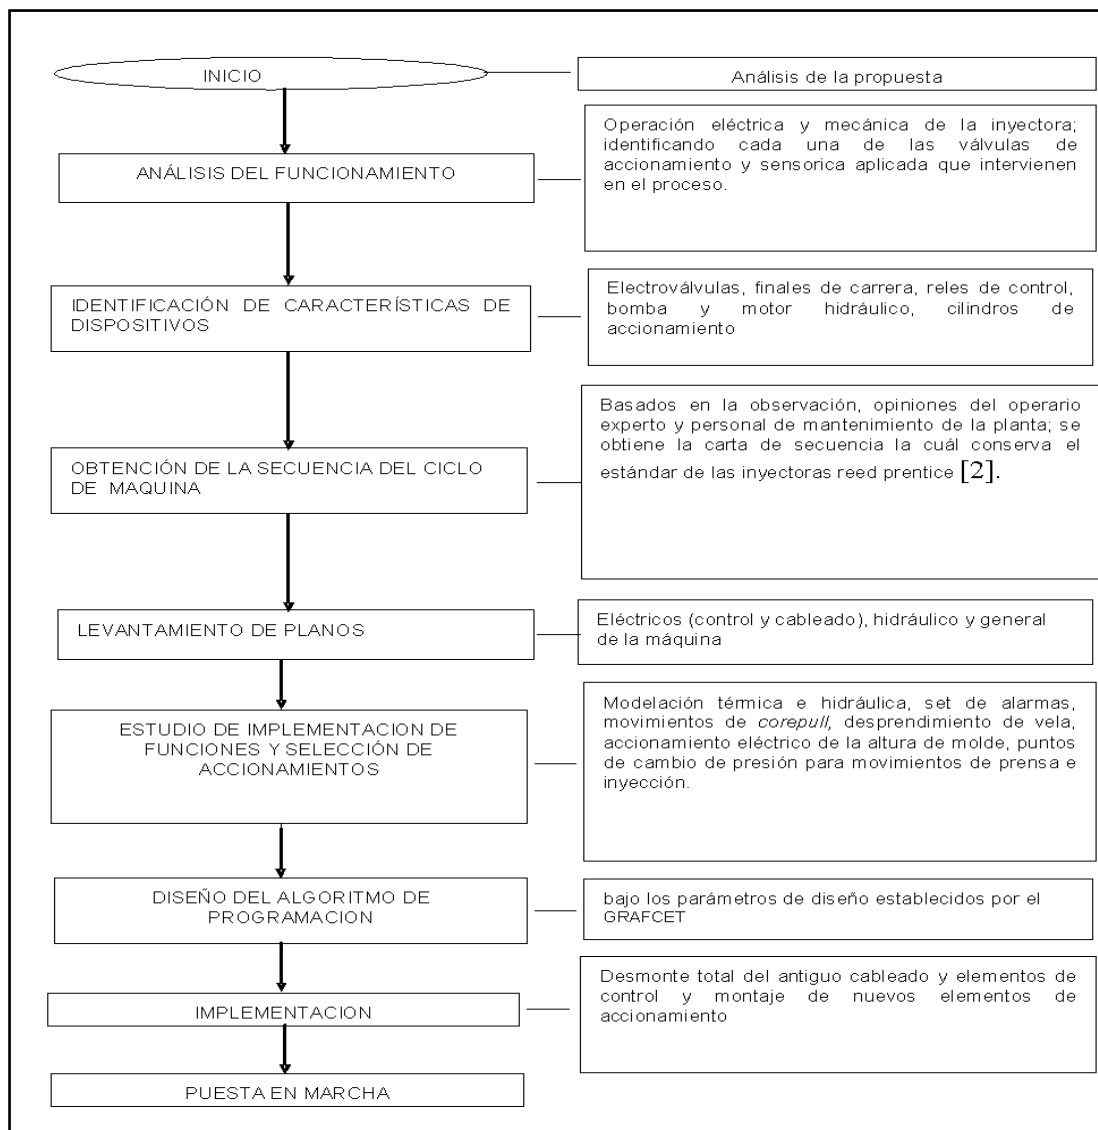 INICIO
Análisis de la propuesta
ANÁLISIS DEL FUNCIONAMIENTO
Operación eléctrica y mecánica de la inyectora;
identificando cada una de las válvulas de
accionamiento y sensorica aplicada que intervienen
en el proceso.
IDENTIFICACIÓN DE CARACTERÍSTICAS DE
DISPOSITIVOS
Electroválvulas, finales de carrera, reles de control,
bomba y motor hidráulico, cilindros de
accionamiento
OBTENCIÓN DE LA SECUENCIA DEL CICLO
DE MAQUINA
Basados en la observación, opiniones del operario
experto y personal de mantenimiento de la planta; se
obtiene la carta de secuencia la cuál conserva el
estándar de las inyectoras reed prentice [2].
LEVANTAMIENTO DE PLANOS
Eléctricos (control y cableado), hidráulico y general
de la máquina
ESTUDIO DE IMPLEMENTACION DE
FUNCIONES Y SELECCIÓN DE
ACCIONAMIENTOS
Modelación térmica e hidráulica, set de alarmas,
movimientos de corepull, desprendimiento de vela,
accionamiento eléctrico de la altura de molde, puntos
de cambio de presión para movimientos de prensa e
inyección.
DISEÑO DEL ALGORITMO DE
PROGRAMACION
bajo los parámetros de diseño establecidos por el
GRAFCET
IMPLEMENTACION
Desmonte total del antiguo cableado y elementos de
control y montaje de nuevos elementos de
accionamiento
PUESTA EN MARCHA